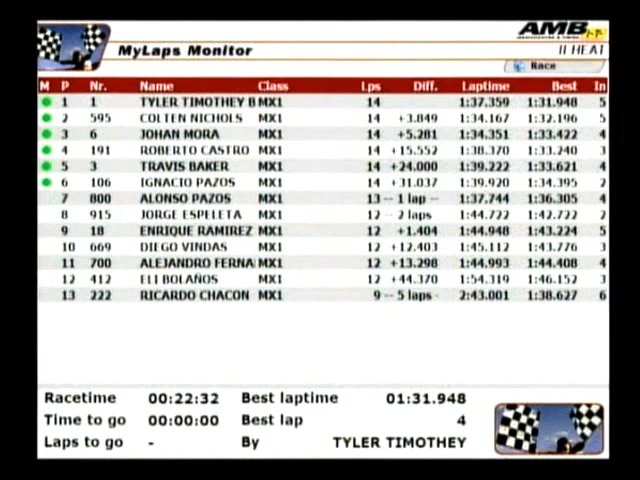 AMB
MyLaps Monitor
II HEAT
Race
M P Nr. Name Class Lps Diff. Laptime Best In
1 1 TYLER TIMOTHEY B MX1 14 1:37.359 1:31.948 5
2 595 COLTEN NICHOLS MX1 14 +3.849 1:34.167 1:32.196 5
3 6 JOHAN MORA MX1 14 +5.281 1:34.351 1:33.422 4
4 191 ROBERTO CASTRO MX1 14 +15.552 1:38.370 1:33.240 3
5 3 TRAVIS BAKER MX1 14 +24.000 1:39.222 1:33.621 4
6 106 IGNACIO PAZOS MX1 14 +31.037 1:39.920 1:34.395 2
7 800 ALONSO PAZOS MX1 13 -- 1 lap -- 1:37.744 1:36.305 4
8 915 JORGE ESPELETA MX1 12 -- 2 laps 1:44.722 1:42.722 2
9 18 ENRIQUE RAMIREZ MX1 12 +1.404 1:44.948 1:43.224 5
10 669 DIEGO VINDAS MX1 12 +12.403 1:45.112 1:43.776 3
11 700 ALEJANDRO FERNA MX1 12 +13.298 1:44.993 1:44.408 4
12 412 ELI BOLAÑOS MX1 12 +44.370 1:54.319 1:46.152 3
13 222 RICARDO CHACON MX1 9 -- 5 laps - 2:43.001 1:38.627 6
Racetime 00:22:32 Best laptime 01:31.948
Time to go 00:00:00 Best lap 4
Laps to go - By TYLER TIMOTHEY